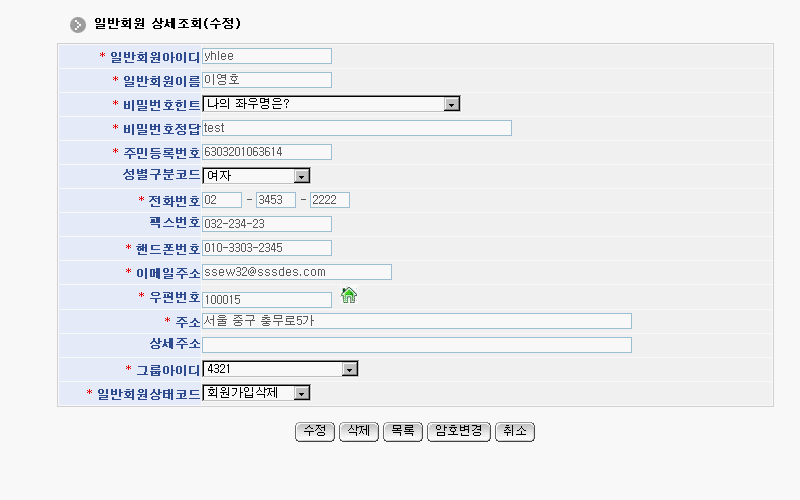 일반회원 상세조회(수정)
* 일반회원아이디 yhlee
* 일반회원이름 이영호
* 비밀번호힌트 나의 좌우명은?
* 비밀번호정답 test
* 주민등록번호 6303201063614
성별구분코드 여자
* 전화번호 02 - 3453 - 2222
팩스번호 032-234-23
* 핸드폰번호 010-3303-2345
* 이메일주소 ssew32@sssdes.com
* 우편번호 100015
* 주소 서울 중구 충무로5가
상세주소
* 그룹아이디 4321
* 일반회원상태코드 회원가입삭제
수정 삭제 목록 암호변경 취소